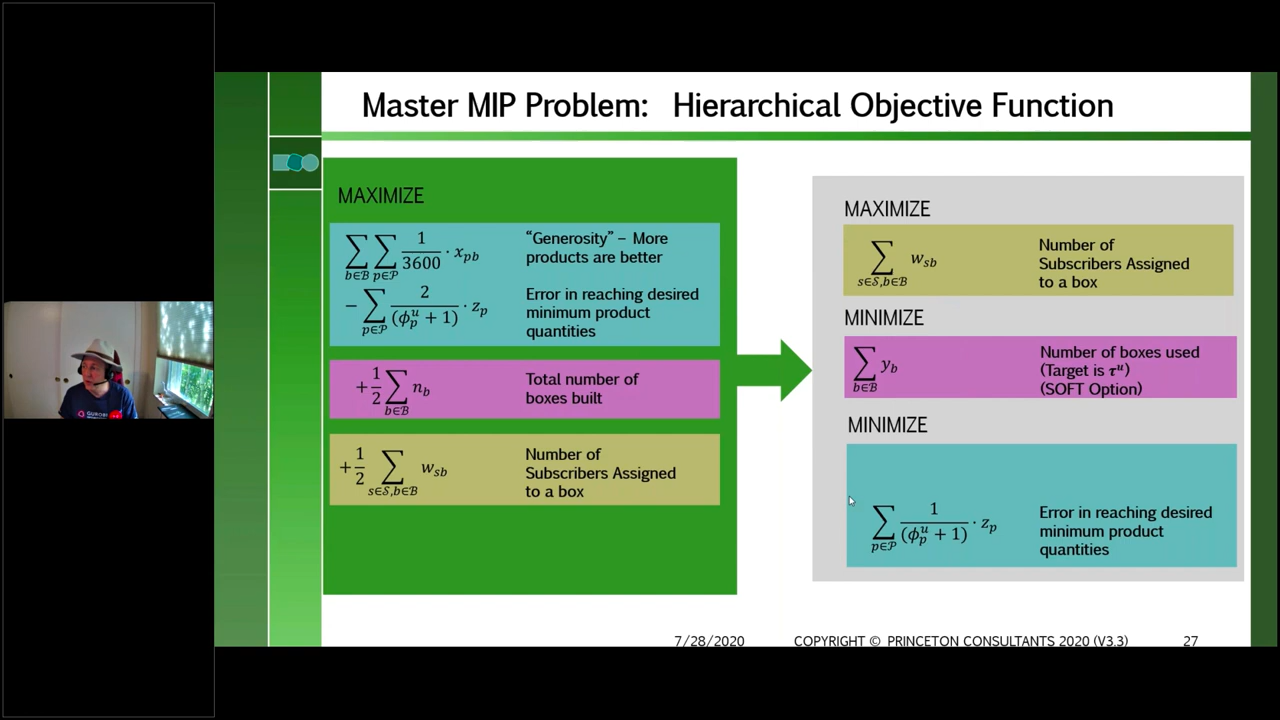 Master MIP Problem: Hierarchical Objective Function
MAXIMIZE
∑_{b∈ℬ} ∑_{p∈𝒫} 1/3600 · x_{pb}
"Generosity" – More
products are better
− ∑_{p∈𝒫} 2/(ϕ_p^u + 1) · z_p
Error in reaching desired
minimum product
quantities
+ 1/2 ∑_{b∈ℬ} n_b
Total number of
boxes built
+ 1/2 ∑_{s∈𝒮,b∈ℬ} w_{sb}
Number of
Subscribers Assigned
to a box
MAXIMIZE
∑_{s∈𝒮,b∈ℬ} w_{sb}
Number of
Subscribers Assigned
to a box
MINIMIZE
∑_{b∈ℬ} y_b
Number of boxes used
(Target is τ^u)
(SOFT Option)
MINIMIZE
∑_{p∈𝒫} 1/(ϕ_p^u + 1) · z_p
Error in reaching desired
minimum product
quantities
7/28/2020 COPYRIGHT © PRINCETON CONSULTANTS 2020 (V3.3) 27